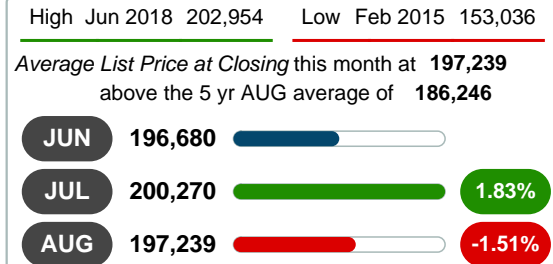 High Jun 2018 202,954 Low Feb 2015 153,036
Average List Price at Closing this month at 197,239
above the 5 yr AUG average of 186,246
JUN 196,680
JUL 200,270 1.83%
AUG 197,239 -1.51%